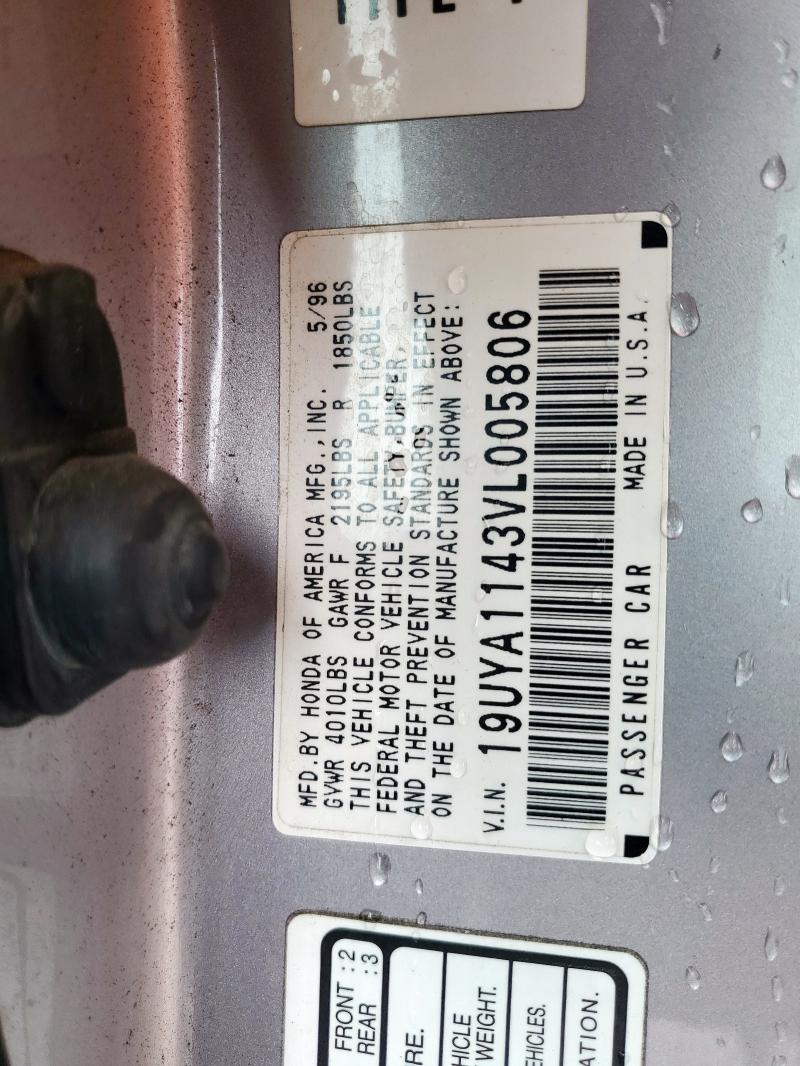 MFD. BY HONDA OF AMERICA MFG., INC. 5/96
GVWR 4010LBS GAWR F 2195LBS R 1850LBS
THIS VEHICLE CONFORMS TO ALL APPLICABLE
FEDERAL MOTOR VEHICLE SAFETY, BUMPER,
AND THEFT PREVENTION STANDARDS IN EFFECT
ON THE DATE OF MANUFACTURE SHOWN ABOVE:
V.I.N. 19UYA1143VL005806
PASSENGER CAR MADE IN U.S.A.
FRONT :2
REAR :3
RE.
HICLE
WEIGHT.
EHICLES.
ATION.